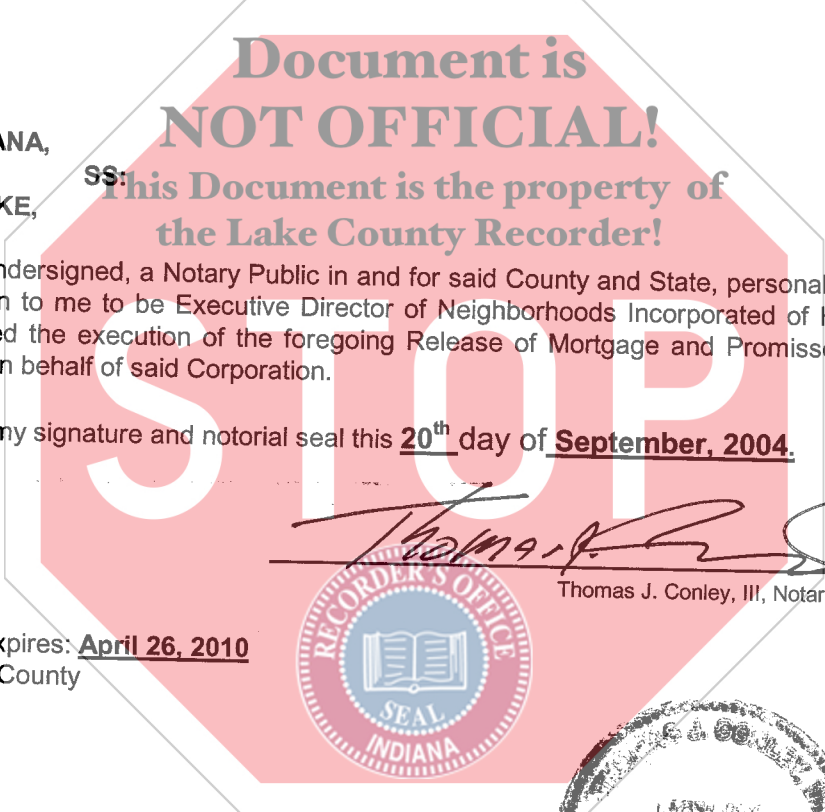 Document is
NOT OFFICIAL!
ANA,
SS:
This Document is the property of
KE,
the Lake County Recorder!
ndersigned, a Notary Public in and for said County and State, personal
n to me to be Executive Director of Neighborhoods Incorporated of H
ed the execution of the foregoing Release of Mortgage and Promisso
n behalf of said Corporation.
STOP
my signature and notorial seal this 20th day of September, 2004.
Thomas J.
Thomas J. Conley, III, Notar
RECORDER'S OFFICE
SEAL
INDIANA
xpires: April 26, 2010
County
J. CONLEY